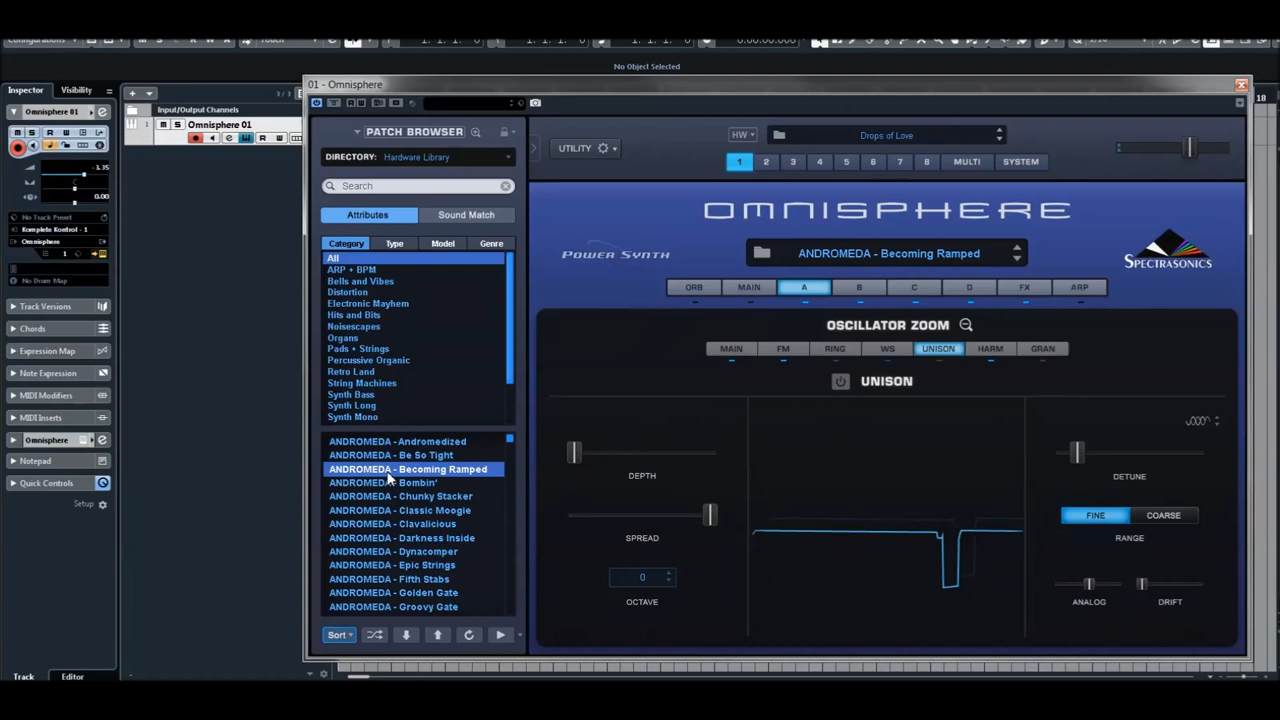 No Object Selected
Inspector
Visibility
Input/Output Channels
Omnisphere 01
1
M
S
Omnisphere 01
-3.35
0.00
No Track Preset
Komplete Kontrol - 1
Omnisphere
1
No Drum Map
Track Versions
Chords
Expression Map
Note Expression
MIDI Modifiers
MIDI Inserts
Omnisphere
Notepad
Quick Controls
Setup
Track
Editor
18
01 - Omnisphere
PATCH BROWSER
DIRECTORY: Hardware Library
Search
Attributes
Sound Match
Category
Type
Model
Genre
All
ARP + BPM
Bells and Vibes
Distortion
Electronic Mayhem
Hits and Bits
Noisescapes
Organs
Pads + Strings
Percussive Organic
Retro Land
String Machines
Synth Bass
Synth Long
Synth Mono
ANDROMEDA - Andromedized
ANDROMEDA - Be So Tight
ANDROMEDA - Becoming Ramped
ANDROMEDA - Bombin'
ANDROMEDA - Chunky Stacker
ANDROMEDA - Classic Moogie
ANDROMEDA - Clavalicious
ANDROMEDA - Darkness Inside
ANDROMEDA - Dynacomper
ANDROMEDA - Epic Strings
ANDROMEDA - Fifth Stabs
ANDROMEDA - Golden Gate
ANDROMEDA - Groovy Gate
Sort
UTILITY
HW
Drops of Love
1 2 3 4 5 6 7 8 MULTI SYSTEM
OMNISPHERE
POWER SYNTH
ANDROMEDA - Becoming Ramped
SPECTRASONICS
ORB MAIN A B C D FX ARP
OSCILLATOR ZOOM
MAIN FM RING WS UNISON HARM GRAN
UNISON
DEPTH
SPREAD
0
OCTAVE
DETUNE
FINE COARSE
RANGE
ANALOG DRIFT